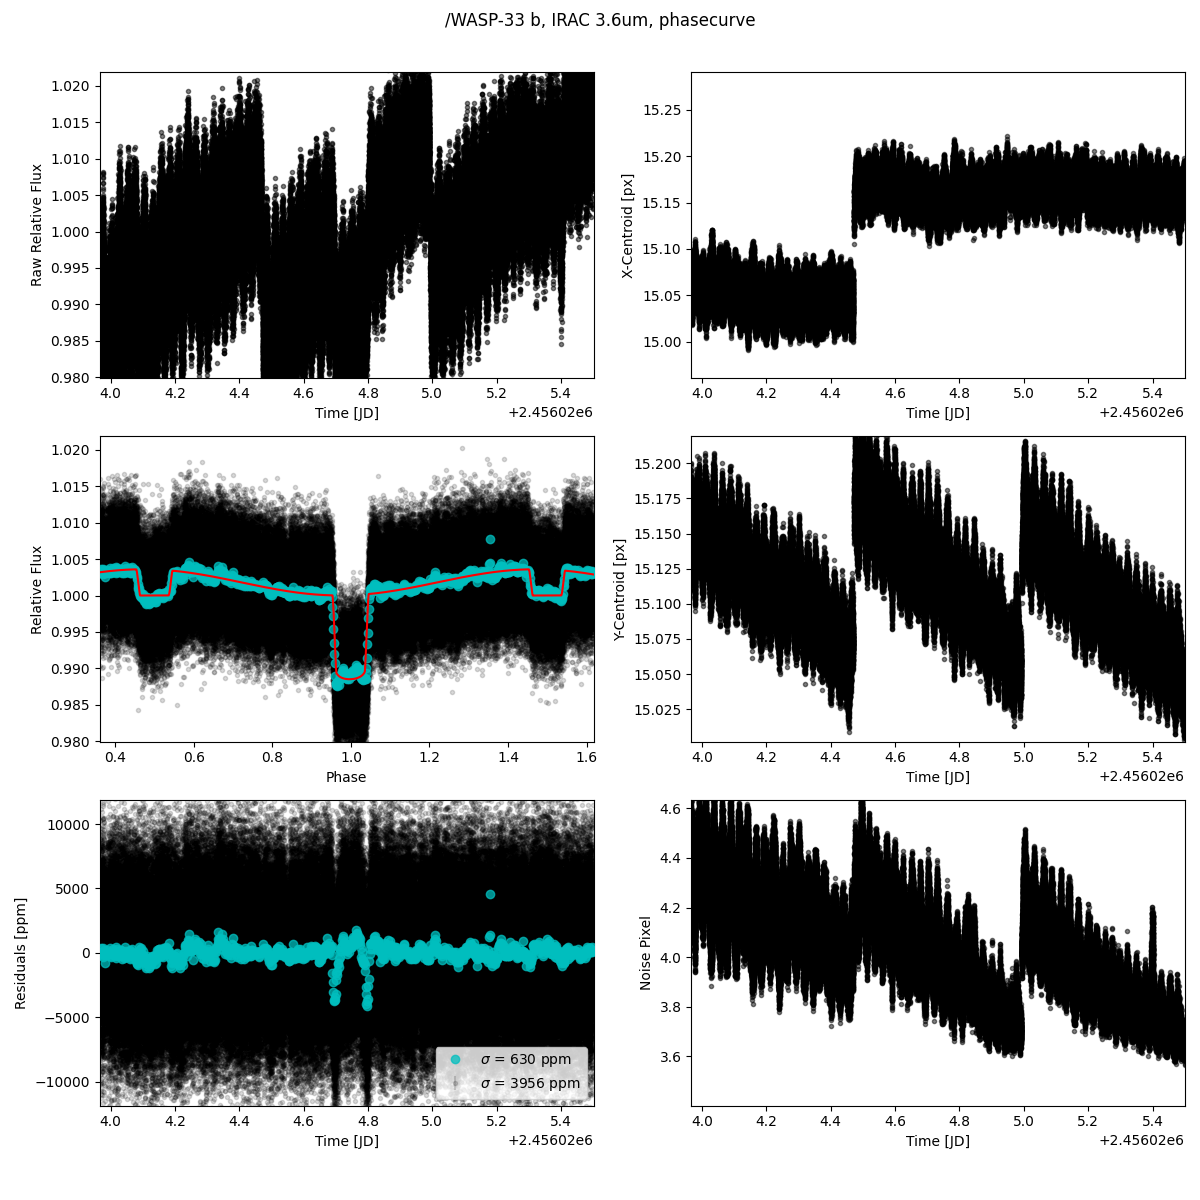 /WASP-33 b, IRAC 3.6um, phasecurve
Raw Relative Flux
1.020
1.015
1.010
1.005
1.000
0.995
0.990
0.985
0.980
4.0 4.2 4.4 4.6 4.8 5.0 5.2 5.4
Time [JD]
+2.45602e6
X-Centroid [px]
15.25
15.20
15.15
15.10
15.05
15.00
4.0 4.2 4.4 4.6 4.8 5.0 5.2 5.4
Time [JD]
+2.45602e6
Relative Flux
1.020
1.015
1.010
1.005
1.000
0.995
0.990
0.985
0.980
0.4 0.6 0.8 1.0 1.2 1.4 1.6
Phase
Y-Centroid [px]
15.200
15.175
15.150
15.125
15.100
15.075
15.050
15.025
4.0 4.2 4.4 4.6 4.8 5.0 5.2 5.4
Time [JD]
+2.45602e6
Residuals [ppm]
10000
5000
0
−5000
−10000
σ = 630 ppm
σ = 3956 ppm
4.0 4.2 4.4 4.6 4.8 5.0 5.2 5.4
Time [JD]
+2.45602e6
Noise Pixel
4.6
4.4
4.2
4.0
3.8
3.6
4.0 4.2 4.4 4.6 4.8 5.0 5.2 5.4
Time [JD]
+2.45602e6